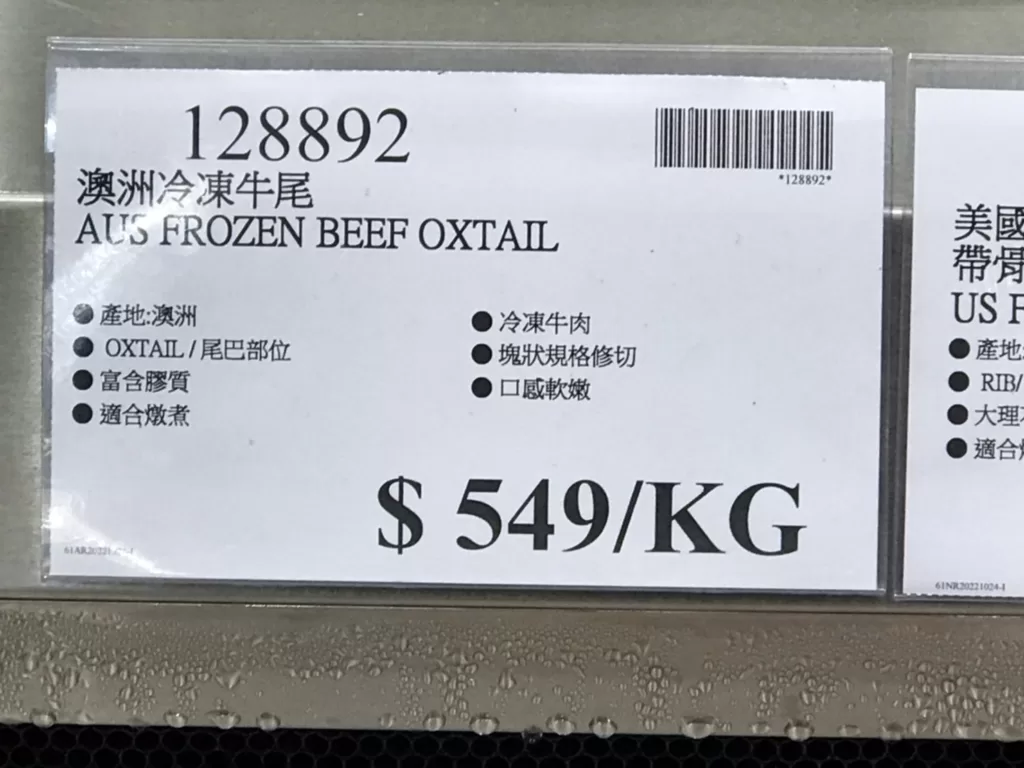 128892
*128892*
澳洲冷凍牛尾
AUS FROZEN BEEF OXTAIL
● 產地:澳洲
● OXTAIL / 尾巴部位
● 富含膠質
● 適合燉煮
● 冷凍牛肉
● 塊狀規格修切
● 口感軟嫩
$ 549/KG
美國
帶骨
US F
● 產地:
● RIB/
● 大理
● 適合
61NR20221024-I